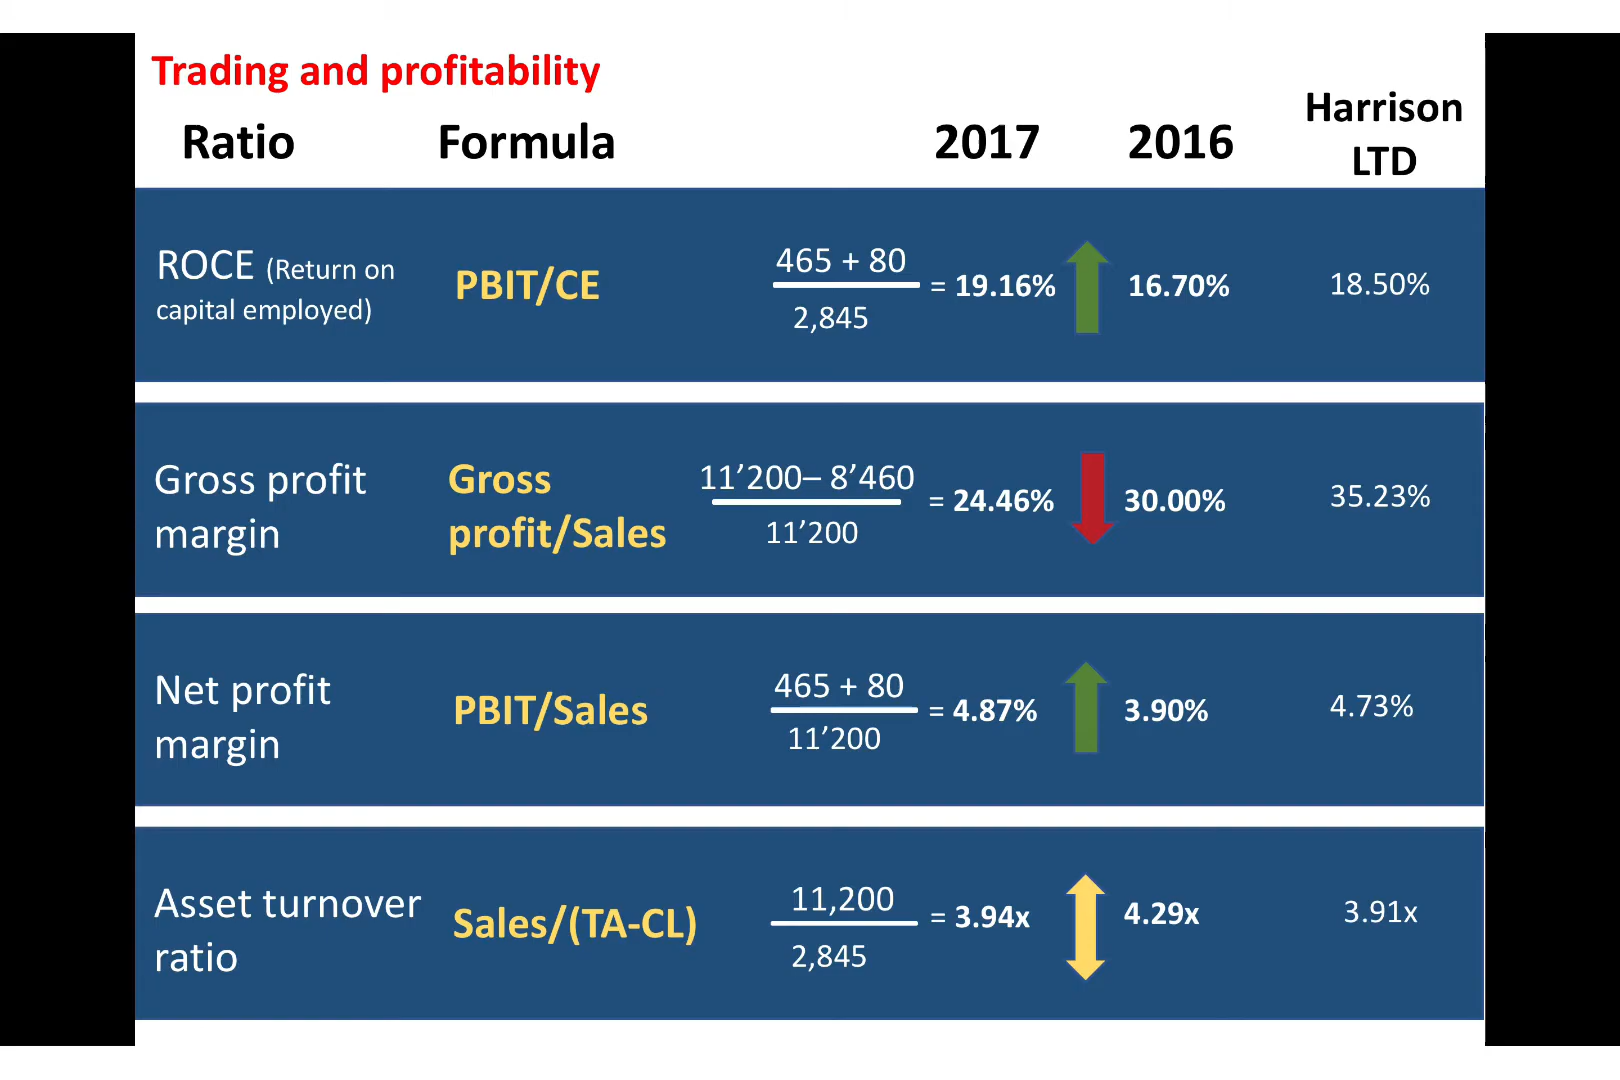 Trading and profitability
Ratio Formula 2017 2016 Harrison LTD
ROCE (Return on
capital employed)
PBIT/CE
465 + 80
2,845
= 19.16%
16.70%
18.50%
Gross profit
margin
Gross
profit/Sales
11’200– 8’460
11’200
= 24.46%
30.00%
35.23%
Net profit
margin
PBIT/Sales
465 + 80
11’200
= 4.87%
3.90%
4.73%
Asset turnover
ratio
Sales/(TA-CL)
11,200
2,845
= 3.94x
4.29x
3.91x